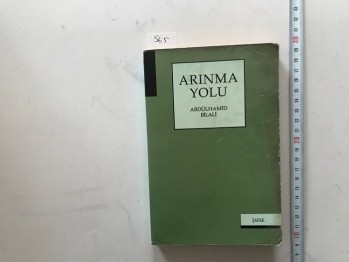 565
ARINMA
YOLU
ABDÜLHAMİD
BİLALİ
ŞAFAK